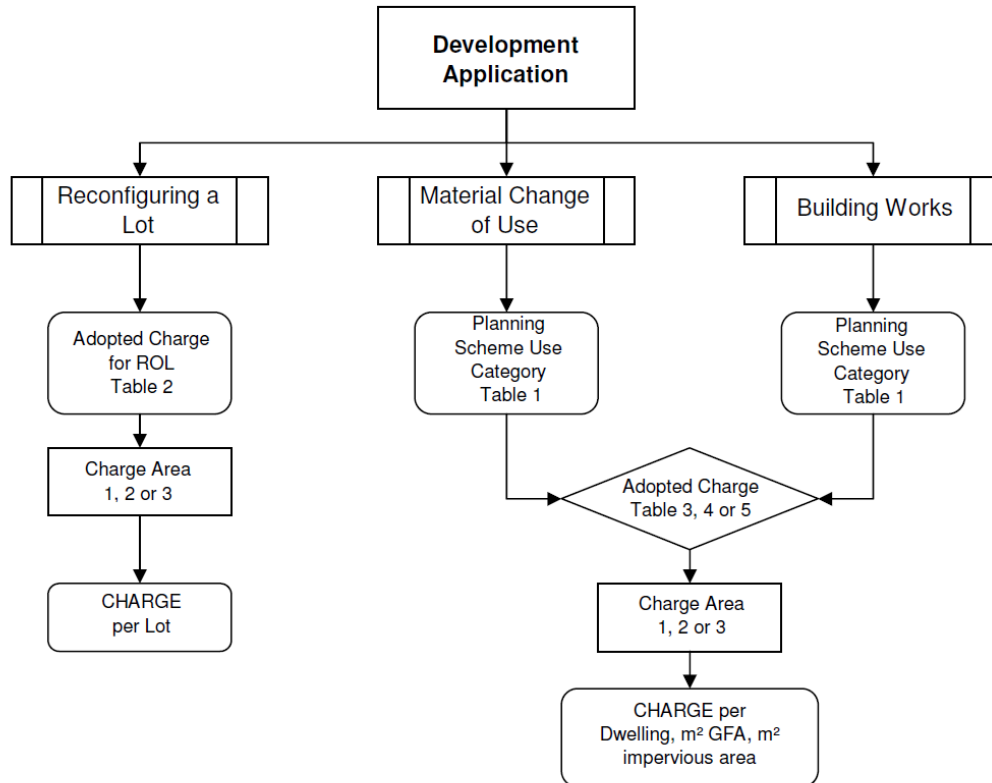 Development
Application
Reconfiguring a
Lot
Material Change
of Use
Building Works
Adopted Charge
for ROL
Table 2
Planning
Scheme Use
Category
Table 1
Planning
Scheme Use
Category
Table 1
Charge Area
1, 2 or 3
Adopted Charge
Table 3, 4 or 5
CHARGE
per Lot
Charge Area
1, 2 or 3
CHARGE per
Dwelling, m² GFA, m²
impervious area